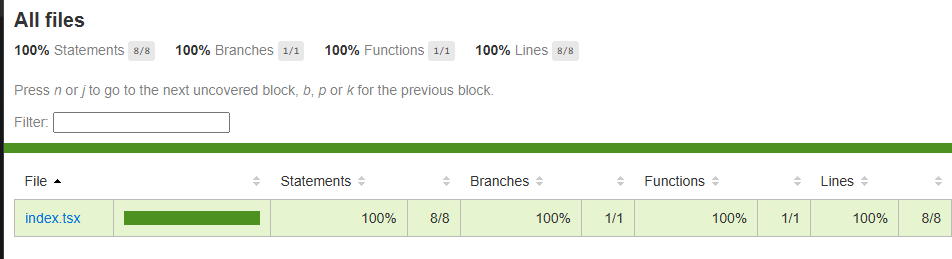 All files
100% Statements 8/8 100% Branches 1/1 100% Functions 1/1 100% Lines 8/8
Press n or j to go to the next uncovered block, b, p or k for the previous block.
Filter:
File Statements Branches Functions Lines
index.tsx 100% 8/8 100% 1/1 100% 1/1 100% 8/8